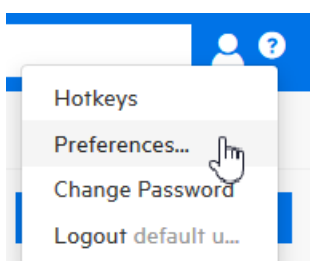 ?
Hotkeys
Preferences...
Change Password
Logout default u...